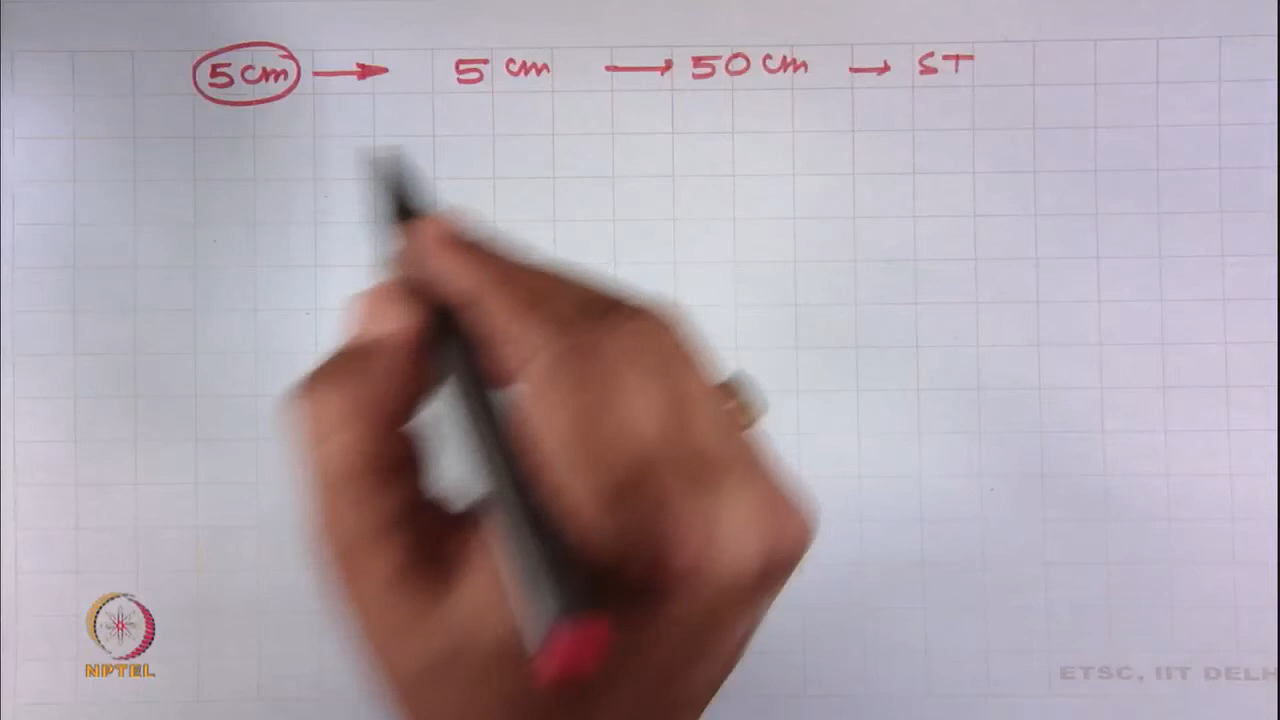 5 cm → 5 cm → 50 cm → ST
NPTEL
ETSC, IIT DELH